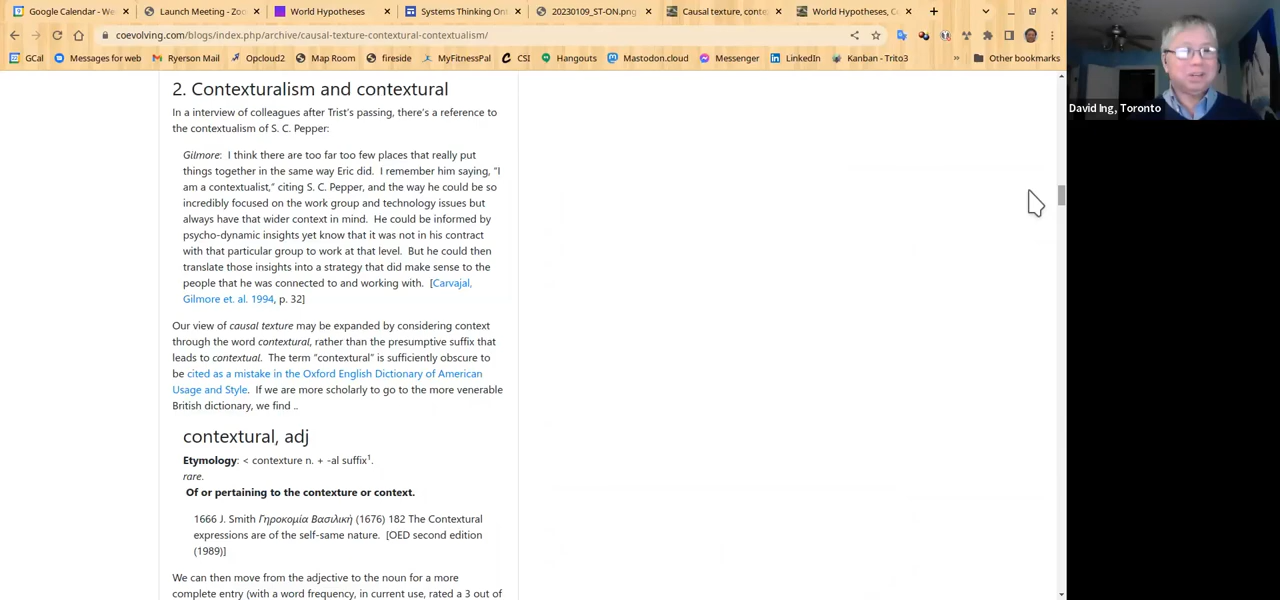 Google Calendar - We
Launch Meeting - Zoo
World Hypotheses
Systems Thinking Ont
20230109_ST-ON.png
Causal texture, conte
World Hypotheses, Co
coevolving.com/blogs/index.php/archive/causal-texture-contextural-contextualism/
GCal
Messages for web
Ryerson Mail
Opcloud2
Map Room
fireside
MyFitnessPal
CSI
Hangouts
Mastodon.cloud
Messenger
LinkedIn
Kanban - Trito3
»
Other bookmarks
David Ing, Toronto
2. Contexturalism and contextural
In a interview of colleagues after Trist's passing, there's a reference to
the contextualism of S. C. Pepper:
Gilmore: I think there are too far too few places that really put
things together in the same way Eric did. I remember him saying, "I
am a contextualist," citing S. C. Pepper, and the way he could be so
incredibly focused on the work group and technology issues but
always have that wider context in mind. He could be informed by
psycho-dynamic insights yet know that it was not in his contract
with that particular group to work at that level. But he could then
translate those insights into a strategy that did make sense to the
people that he was connected to and working with. [Carvajal,
Gilmore et. al. 1994, p. 32]
Our view of causal texture may be expanded by considering context
through the word contextural, rather than the presumptive suffix that
leads to contextual. The term "contextural" is sufficiently obscure to
be cited as a mistake in the Oxford English Dictionary of American
Usage and Style. If we are more scholarly to go to the more venerable
British dictionary, we find ..
contextural, adj
Etymology: < contexture n. + -al suffix1.
rare.
Of or pertaining to the contexture or context.
1666 J. Smith Γηροκομία Βασιλικὴ (1676) 182 The Contextural
expressions are of the self-same nature. [OED second edition
(1989)]
We can then move from the adjective to the noun for a more
complete entry (with a word frequency, in current use, rated a 3 out of